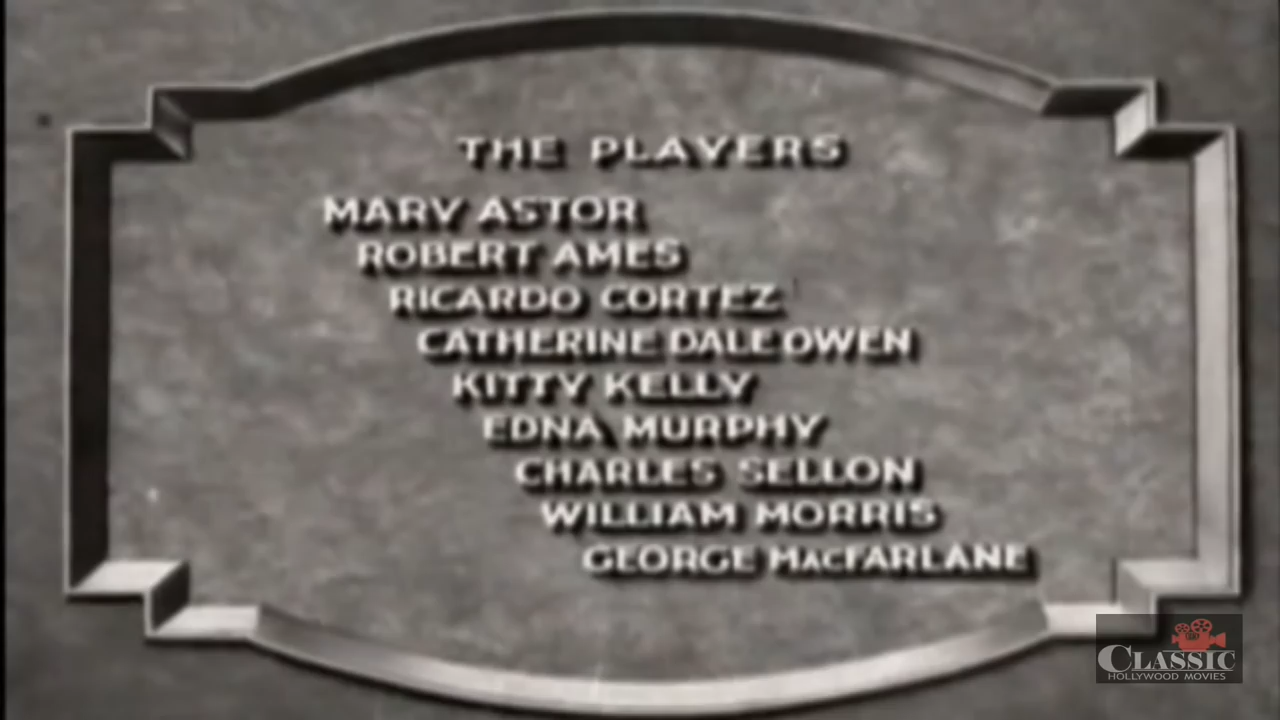 THE PLAYERS
MARY ASTOR
ROBERT AMES
RICARDO CORTEZ
CATHERINE DALE OWEN
KITTY KELLY
EDNA MURPHY
CHARLES SELLON
WILLIAM MORRIS
GEORGE MACFARLANE
CLASSIC
HOLLYWOOD MOVIES